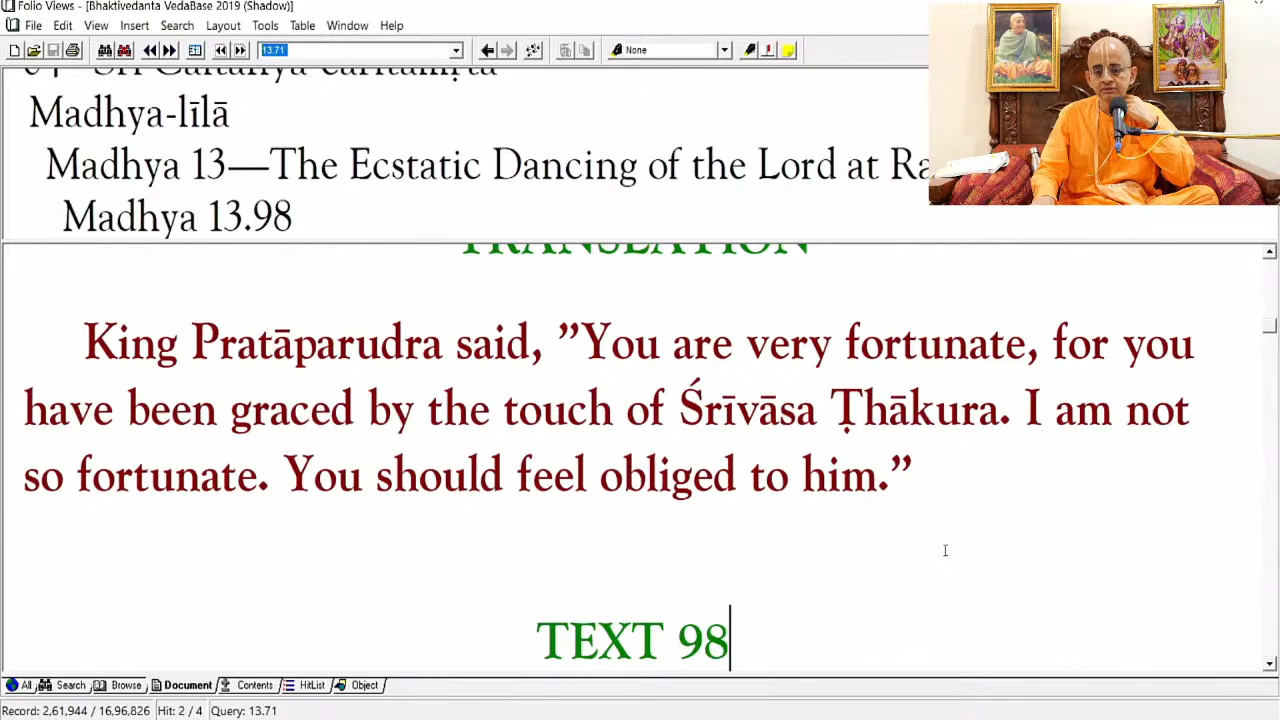 Folio Views - [Bhaktivedanta VedaBase 2019 (Shadow)]
File Edit View Insert Search Layout Tools Table Window Help
13.71 None
Madhya-līlā
Madhya 13—The Ecstatic Dancing of the Lord at Ra
Madhya 13.98
TRANSLATION
King Pratāparudra said, ”You are very fortunate, for you
have been graced by the touch of Śrīvāsa Ṭhākura. I am not
so fortunate. You should feel obliged to him.”
TEXT 98
All Search Browse Document Contents HitList Object
Record: 2,61,944 / 16,96,826 Hit: 2 / 4 Query: 13.71